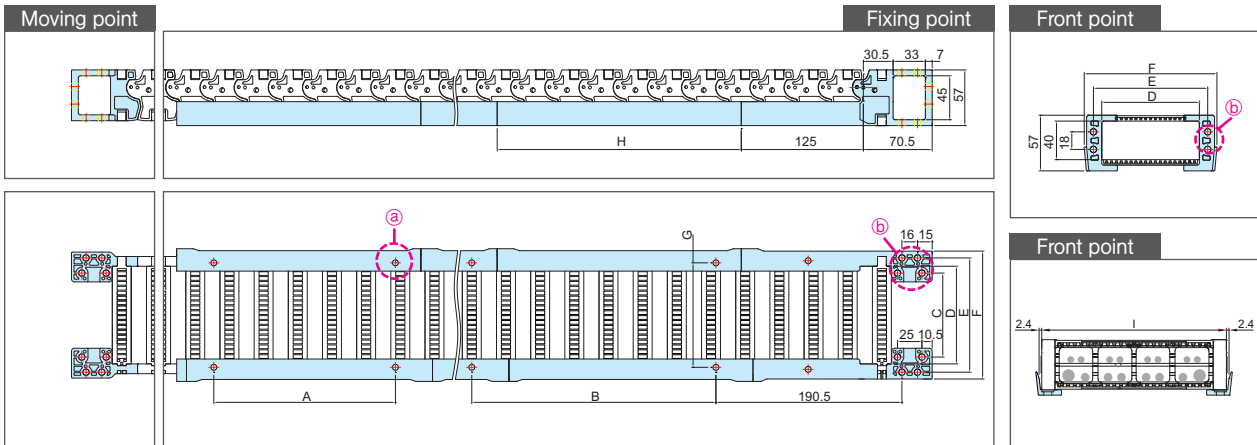 Moving point
Fixing point
30.5
33
7
45
57
H
125
70.5
Front point
F
E
D
ⓑ
57
40
18
ⓐ
G
ⓑ
16
15
C
D
E
F
25
10.5
A
B
190.5
Front point
2.4
I
2.4